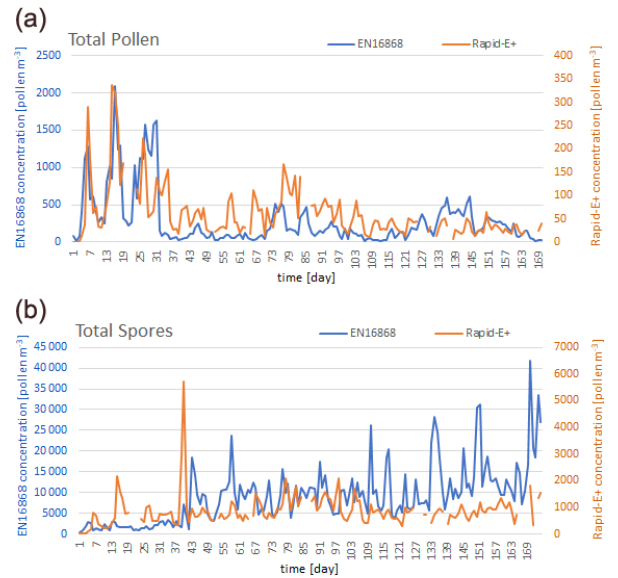 (a)
Total Pollen
EN16868 Rapid-E+
EN16868 concentration [pollen m-3]
2500
2000
1500
1000
500
0
400
350
300
250
200
150
100
50
0
Rapid-E+ concentration [pollen m-3]
1 7 13 19 25 31 37 43 49 55 61 67 73 79 85 91 97 103 109 115 121 127 133 139 145 151 157 163 169
time [day]
(b)
Total Spores
EN16868 Rapid-E+
EN16868 concentration [pollen m-3]
45 000
40 000
35 000
30 000
25 000
20 000
15 000
10 000
5 000
0
7000
6000
5000
4000
3000
2000
1000
0
Rapid-E+ concentration [pollen m-3]
1 7 13 19 25 31 37 43 49 55 61 67 73 79 85 91 97 103 109 115 121 127 133 139 145 151 157 163 169
time [day]